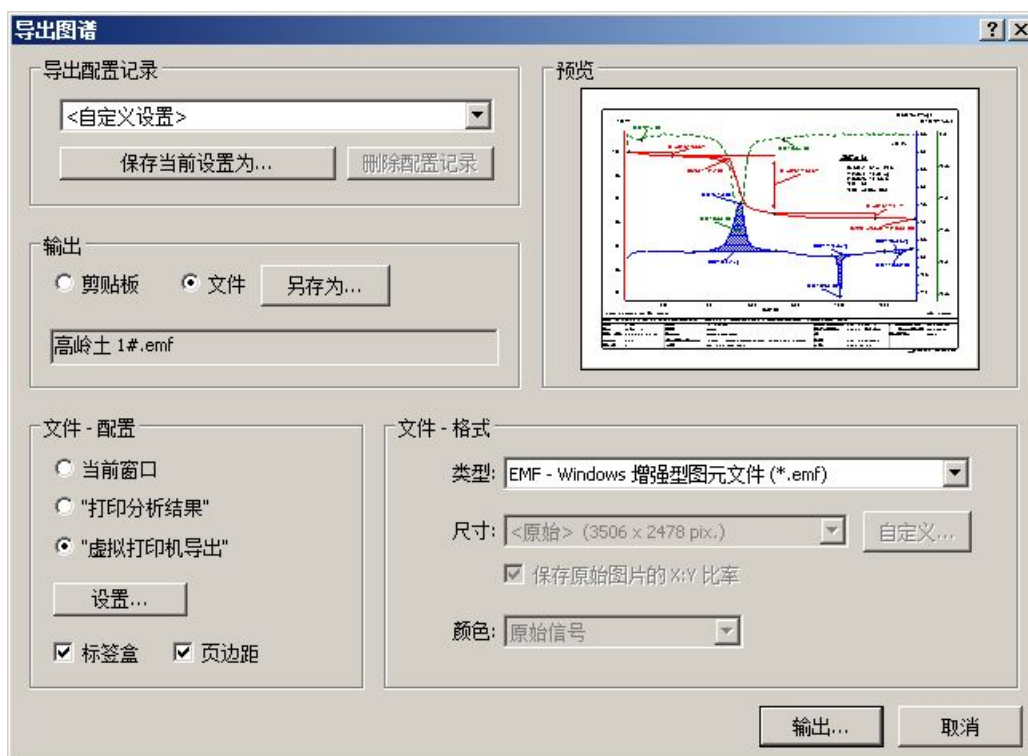 导出图谱
导出配置记录
<自定义设置>
保存当前设置为...
删除配置记录
预览
输出
剪贴板
文件
另存为...
高岭土 1#.emf
文件 - 配置
当前窗口
"打印分析结果"
"虚拟打印机导出"
设置...
标签盒
页边距
文件 - 格式
类型: EMF - Windows 增强型图元文件 (*.emf)
尺寸: <原始> (3506 x 2478 pix.)
自定义...
保存原始图片的 X:Y 比率
颜色: 原始信号
输出...
取消